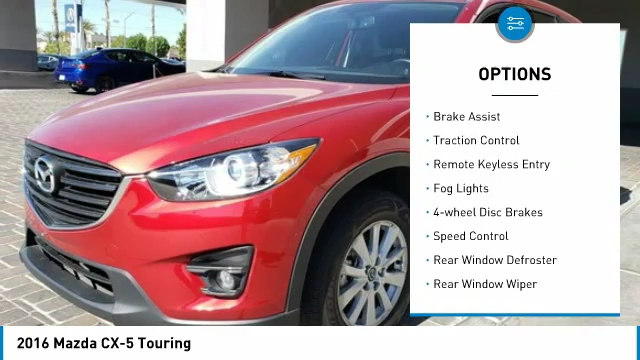 OPTIONS
Brake Assist
Traction Control
Remote Keyless Entry
Fog Lights
4-wheel Disc Brakes
Speed Control
Rear Window Defroster
Rear Window Wiper
2016 Mazda CX-5 Touring